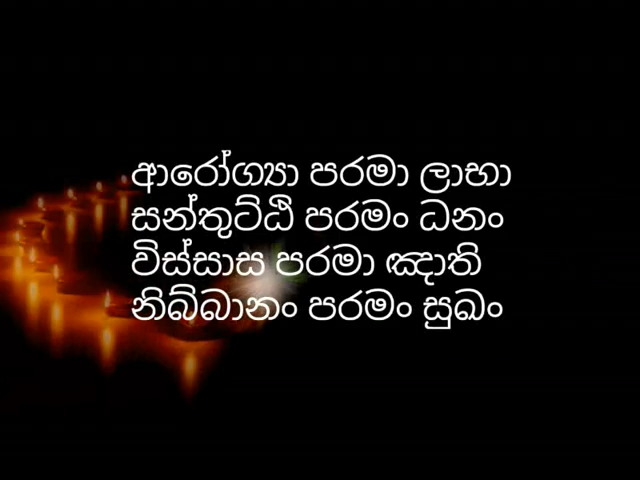 ආරෝග්‍යා පරමා ලාභා
සන්තුට්ඨි පරමං ධනං
විස්සාස පරමා ඤාති
නිබ්බානං පරමං සුඛං